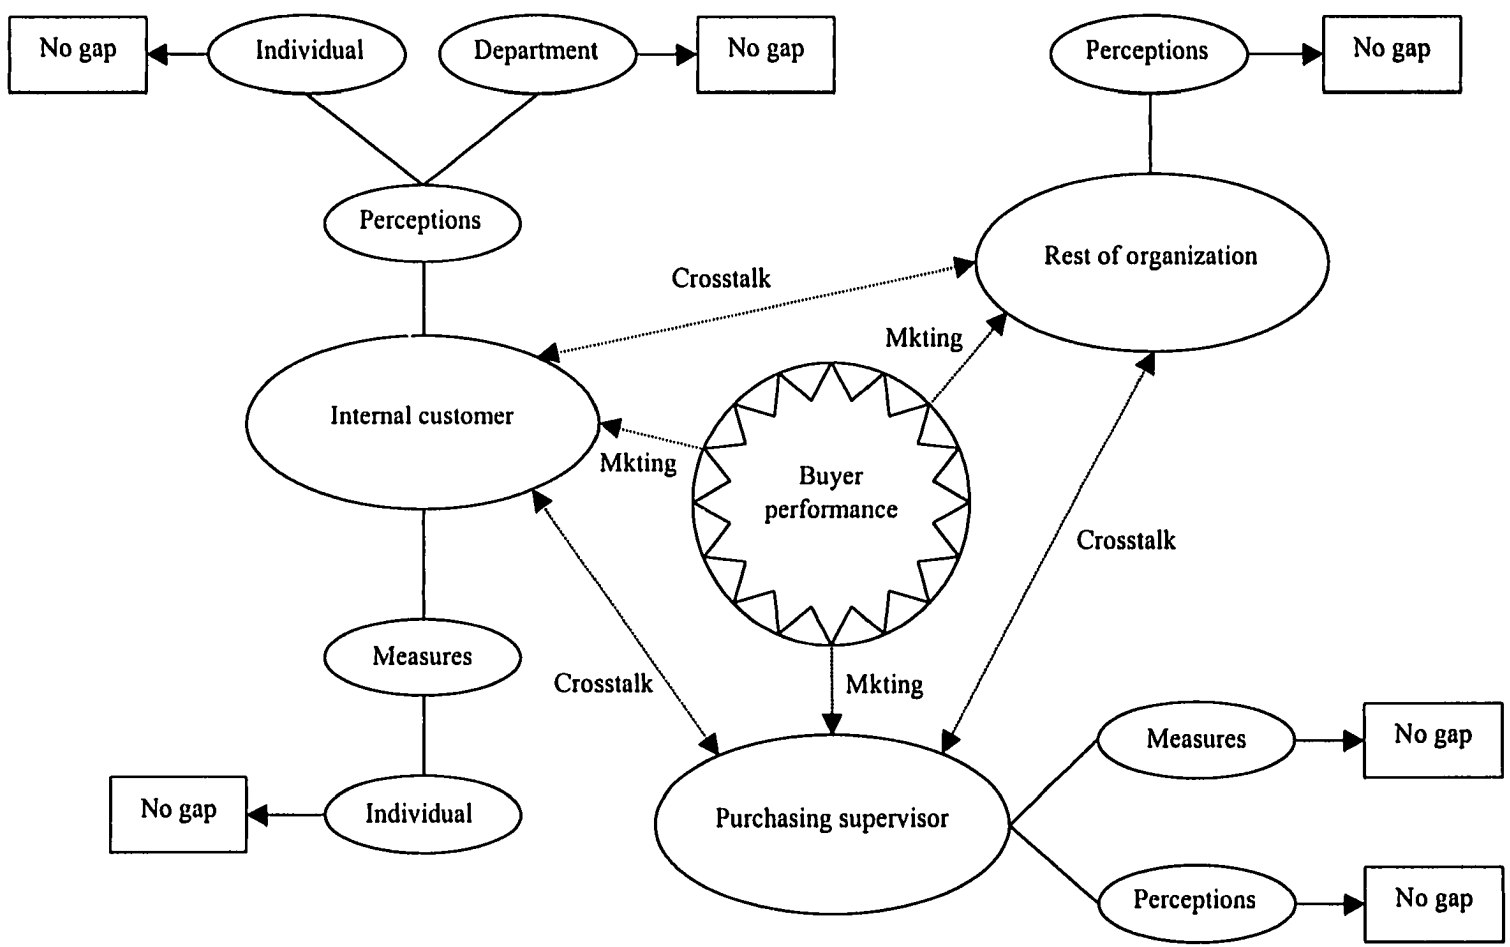 No gap
Individual
Department
No gap
Perceptions
No gap
Perceptions
Rest of organization
Crosstalk
Mkting
Internal customer
Mkting
Buyer
performance
Crosstalk
Measures
Crosstalk
Mkting
Measures
No gap
No gap
Individual
Purchasing supervisor
Perceptions
No gap